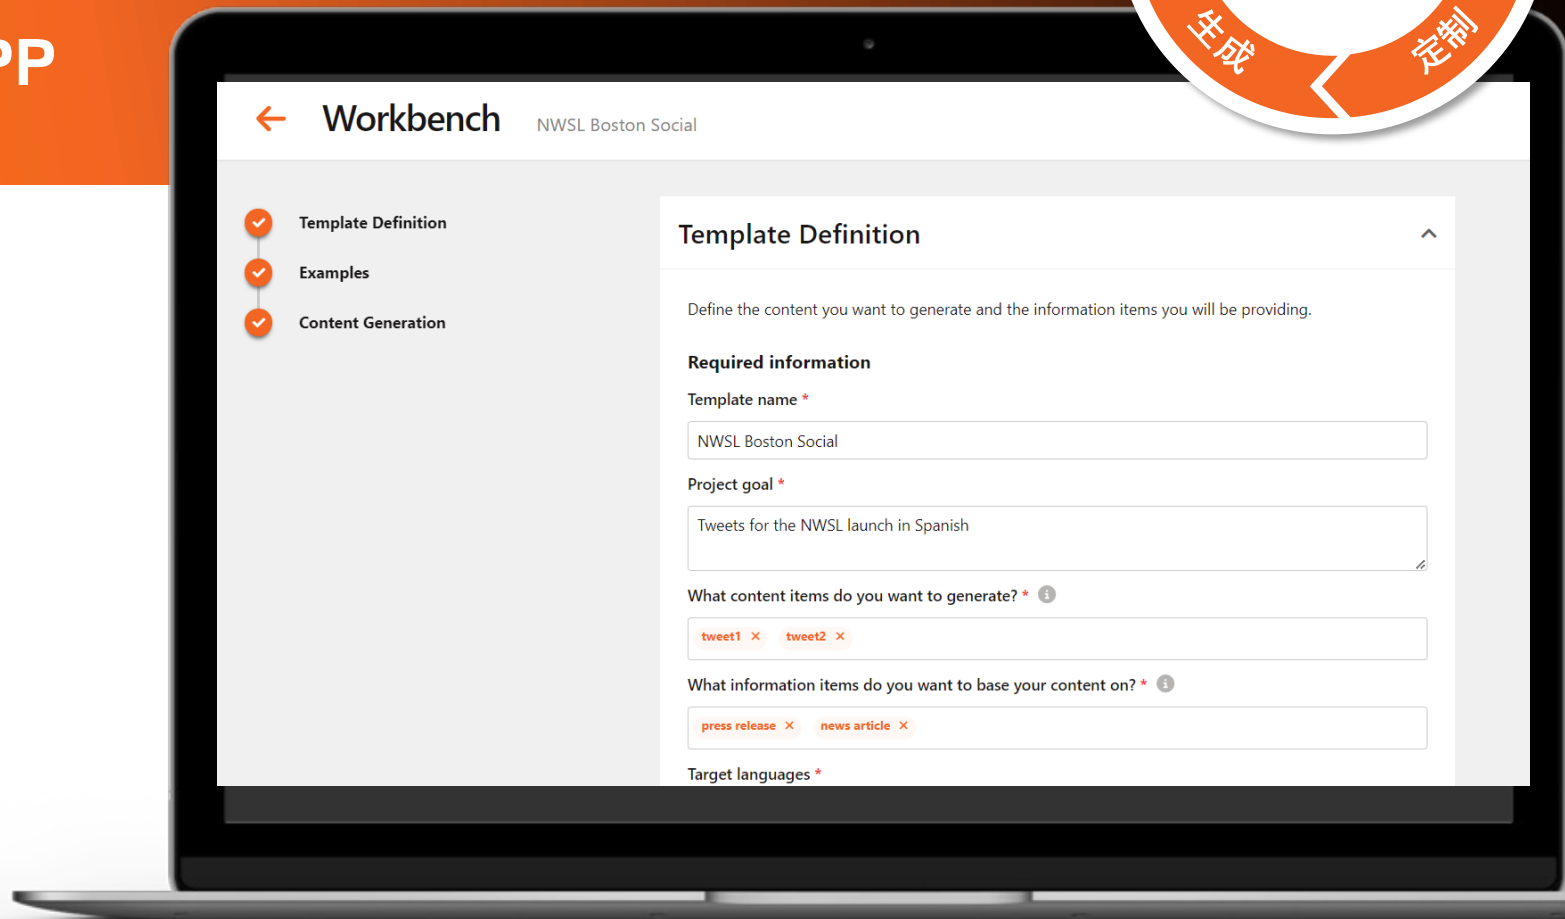 PP
生成
定制
Workbench NWSL Boston Social
Template Definition
Examples
Content Generation
Template Definition
Define the content you want to generate and the information items you will be providing.
Required information
Template name *
NWSL Boston Social
Project goal *
Tweets for the NWSL launch in Spanish
What content items do you want to generate? *
tweet1 × tweet2 ×
What information items do you want to base your content on? *
press release × news article ×
Target languages *